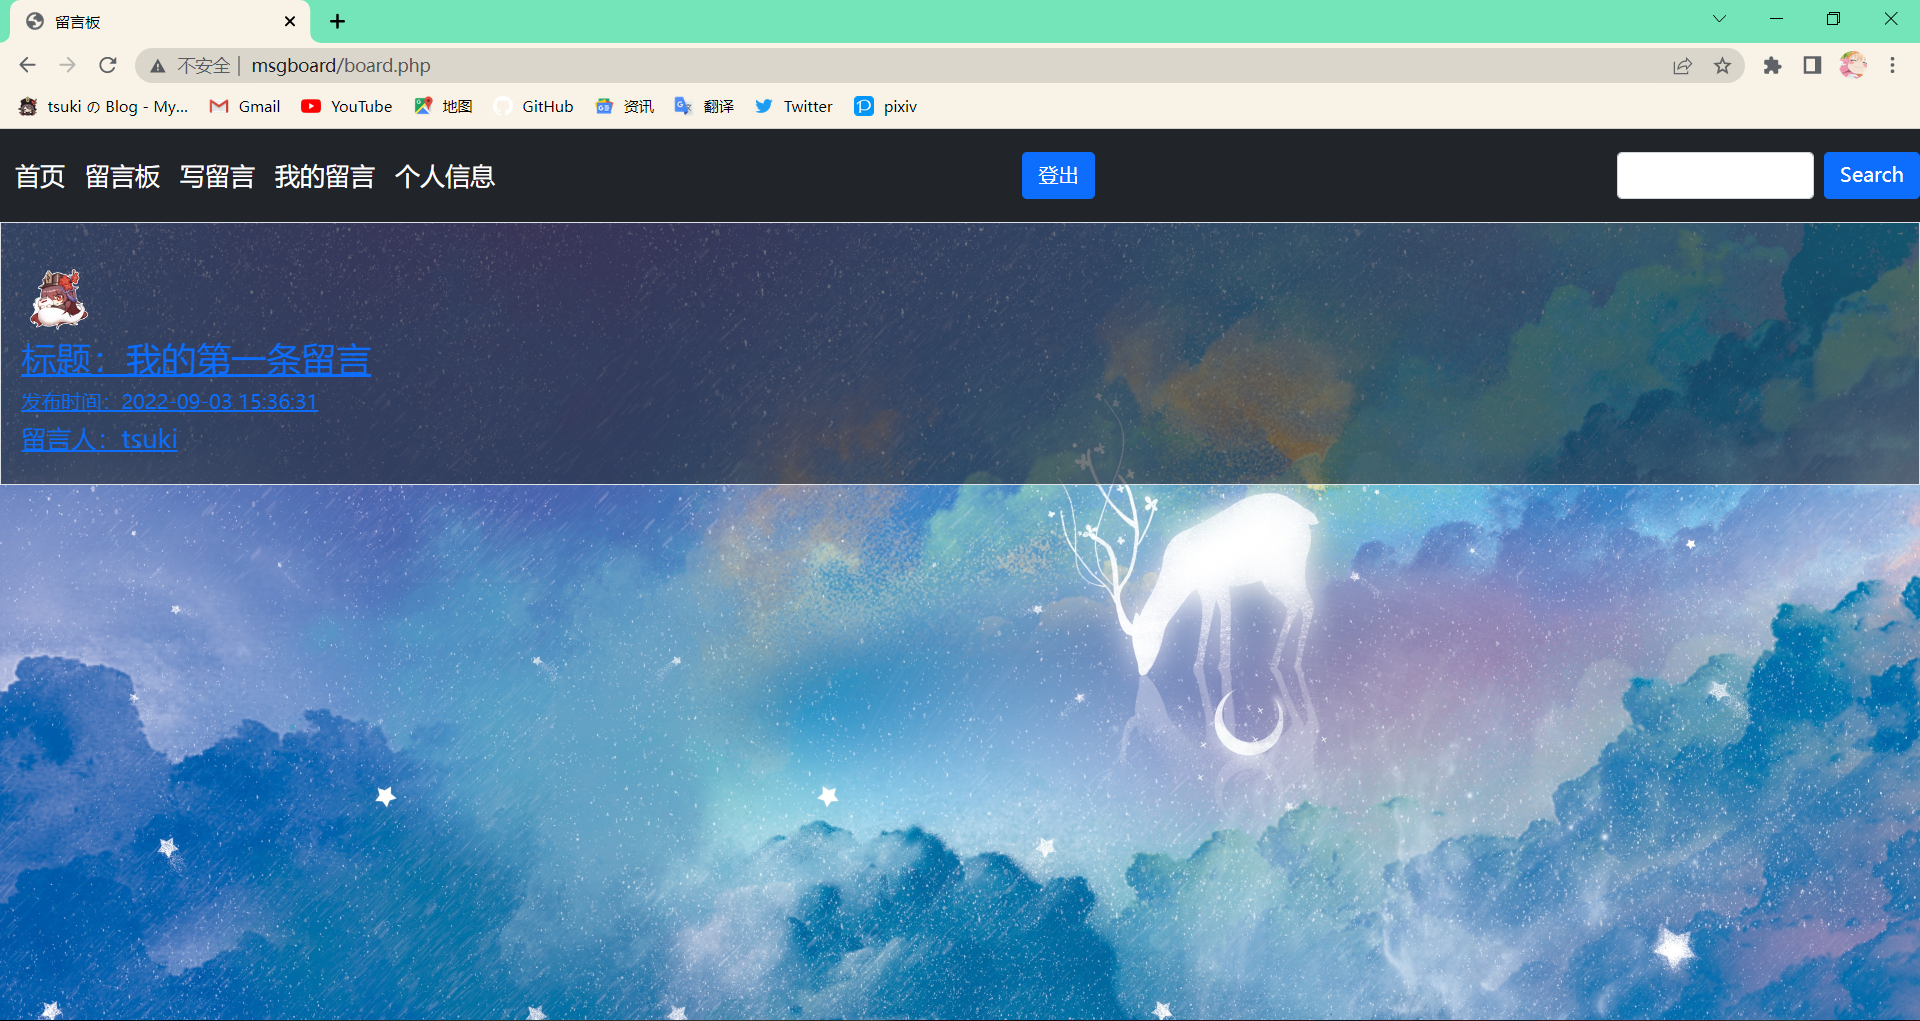 留言板
不安全 | msgboard/board.php
tsuki の Blog - My... Gmail YouTube 地图 GitHub 资讯 翻译 Twitter pixiv
首页 留言板 写留言 我的留言 个人信息 登出 Search
标题：我的第一条留言
发布时间：2022-09-03 15:36:31
留言人：tsuki